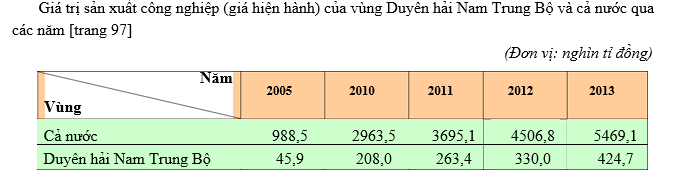 Giá trị sản xuất công nghiệp (giá hiện hành) của vùng Duyên hải Nam Trung Bộ và cả nước qua
các năm [trang 97]
(Đơn vị: nghìn tỉ đồng)
Năm
Vùng
2005 2010 2011 2012 2013
Cả nước 988,5 2963,5 3695,1 4506,8 5469,1
Duyên hải Nam Trung Bộ 45,9 208,0 263,4 330,0 424,7